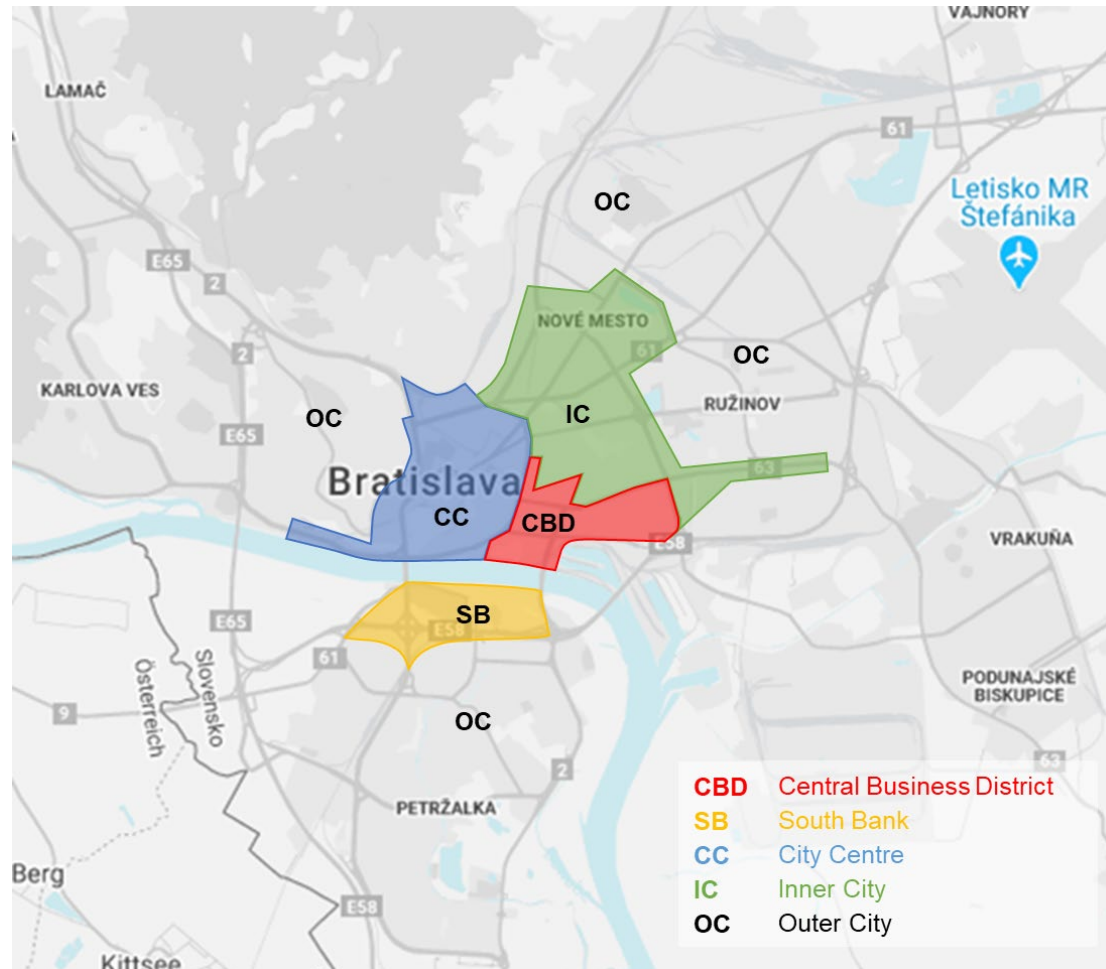 VAJNORY
LAMAČ
61
OC
Letisko MR
Štefánika
E65
2
NOVÉ MESTO
61
OC
2
KARLOVA VES
RUŽINOV
OC
IC
E65
63
Bratislava
CC
CBD
E58
VRAKUŇA
SB
E58
E65
61
Slovensko
Österreich
PODUNAJSKÉ
BISKUPICE
9
OC
63
2
PETRŽALKA
CBD Central Business District
SB South Bank
CC City Centre
IC Inner City
OC Outer City
Berg
E58
Kittsee